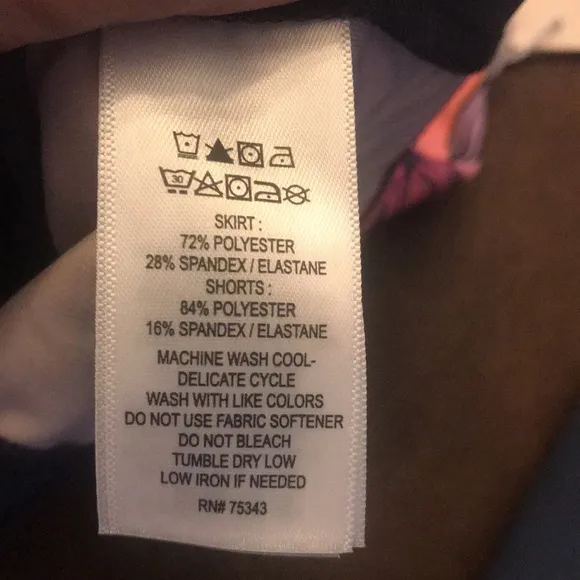 30
SKIRT :
72% POLYESTER
28% SPANDEX / ELASTANE
SHORTS :
84% POLYESTER
16% SPANDEX / ELASTANE
MACHINE WASH COOL-
DELICATE CYCLE
WASH WITH LIKE COLORS
DO NOT USE FABRIC SOFTENER
DO NOT BLEACH
TUMBLE DRY LOW
LOW IRON IF NEEDED
RN# 75343